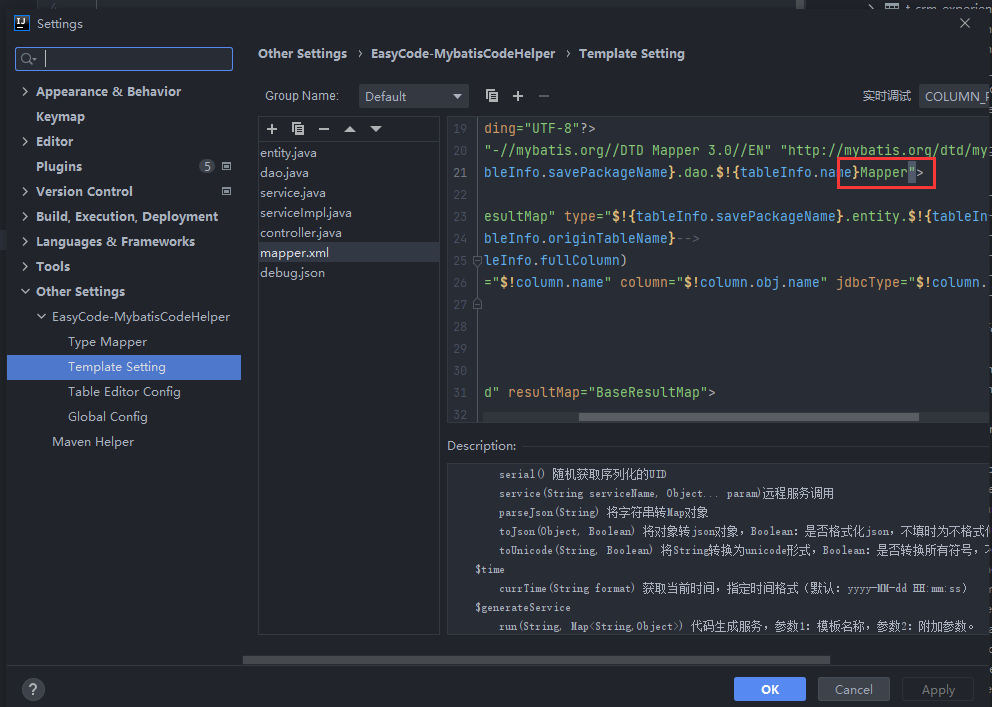 Settings
Other Settings › EasyCode-MybatisCodeHelper › Template Setting
Appearance & Behavior
Keymap
Editor
Plugins 5
Version Control
Build, Execution, Deployment
Languages & Frameworks
Tools
Other Settings
EasyCode-MybatisCodeHelper
Type Mapper
Template Setting
Table Editor Config
Global Config
Maven Helper
Group Name: Default 实时调试
entity.java
dao.java
service.java
serviceImpl.java
controller.java
mapper.xml
debug.json
19 ding="UTF-8"?>
20 "-//mybatis.org//DTD Mapper 3.0//EN" "http://mybatis.org/dtd/my
21 bleInfo.savePackageName}.dao.$!{tableInfo.name}Mapper">
22
23 esultMap" type="$!{tableInfo.savePackageName}.entity.$!{tableIn
24 bleInfo.originTableName}-->
25 leInfo.fullColumn)
26 ="$!column.name" column="$!column.obj.name" jdbcType="$!column.
27
28
29
30
31 d" resultMap="BaseResultMap">
32
Description:
serial() 随机获取序列化的UID
service(String serviceName, Object... param)远程服务调用
parseJson(String) 将字符串转Map对象
toJson(Object, Boolean) 将对象转json对象，Boolean：是否格式化json，不填时为不格式
toUnicode(String, Boolean) 将String转换为unicode形式，Boolean：是否转换所有符号，
$time
currTime(String format) 获取当前时间，指定时间格式（默认：yyyy-MM-dd HH:mm:ss）
$generateService
run(String, Map<String,Object>) 代码生成服务，参数1：模板名称，参数2：附加参数。
?
OK
Cancel
Apply